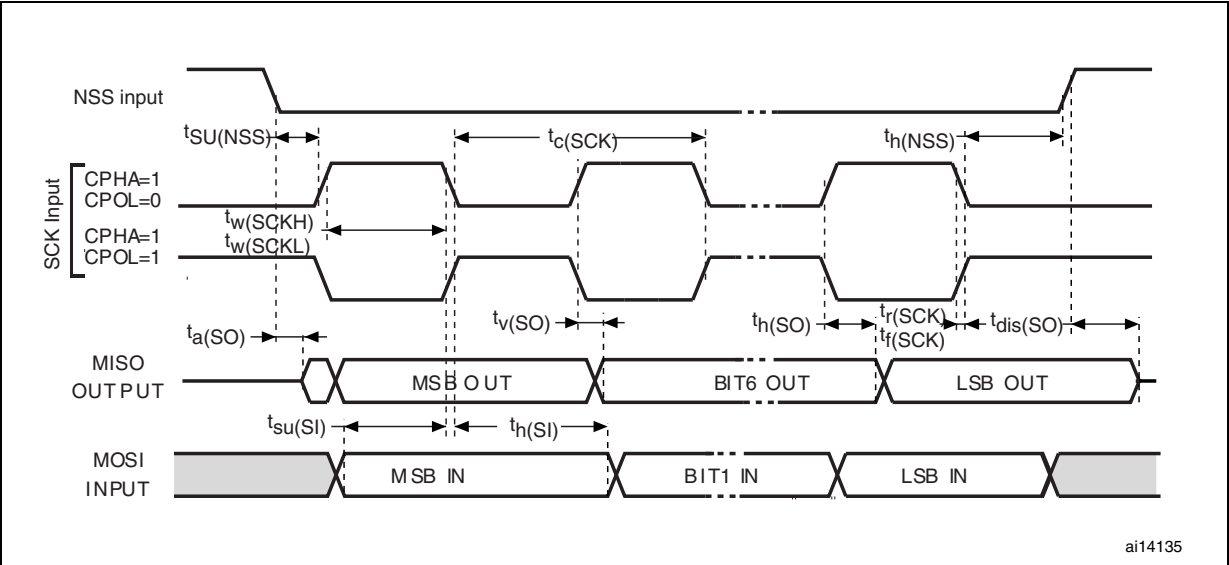 NSS input
tSU(NSS)
tc(SCK)
th(NSS)
SCK Input
CPHA=1
CPOL=0
tw(SCKH)
tw(SCKL)
CPHA=1
CPOL=1
ta(SO)
tv(SO)
th(SO)
tr(SCK)
tf(SCK)
tdis(SO)
MISO
OUTPUT
MSB OUT
BIT6 OUT
LSB OUT
tsu(SI)
th(SI)
MOSI
INPUT
MSB IN
BIT1 IN
LSB IN
ai14135